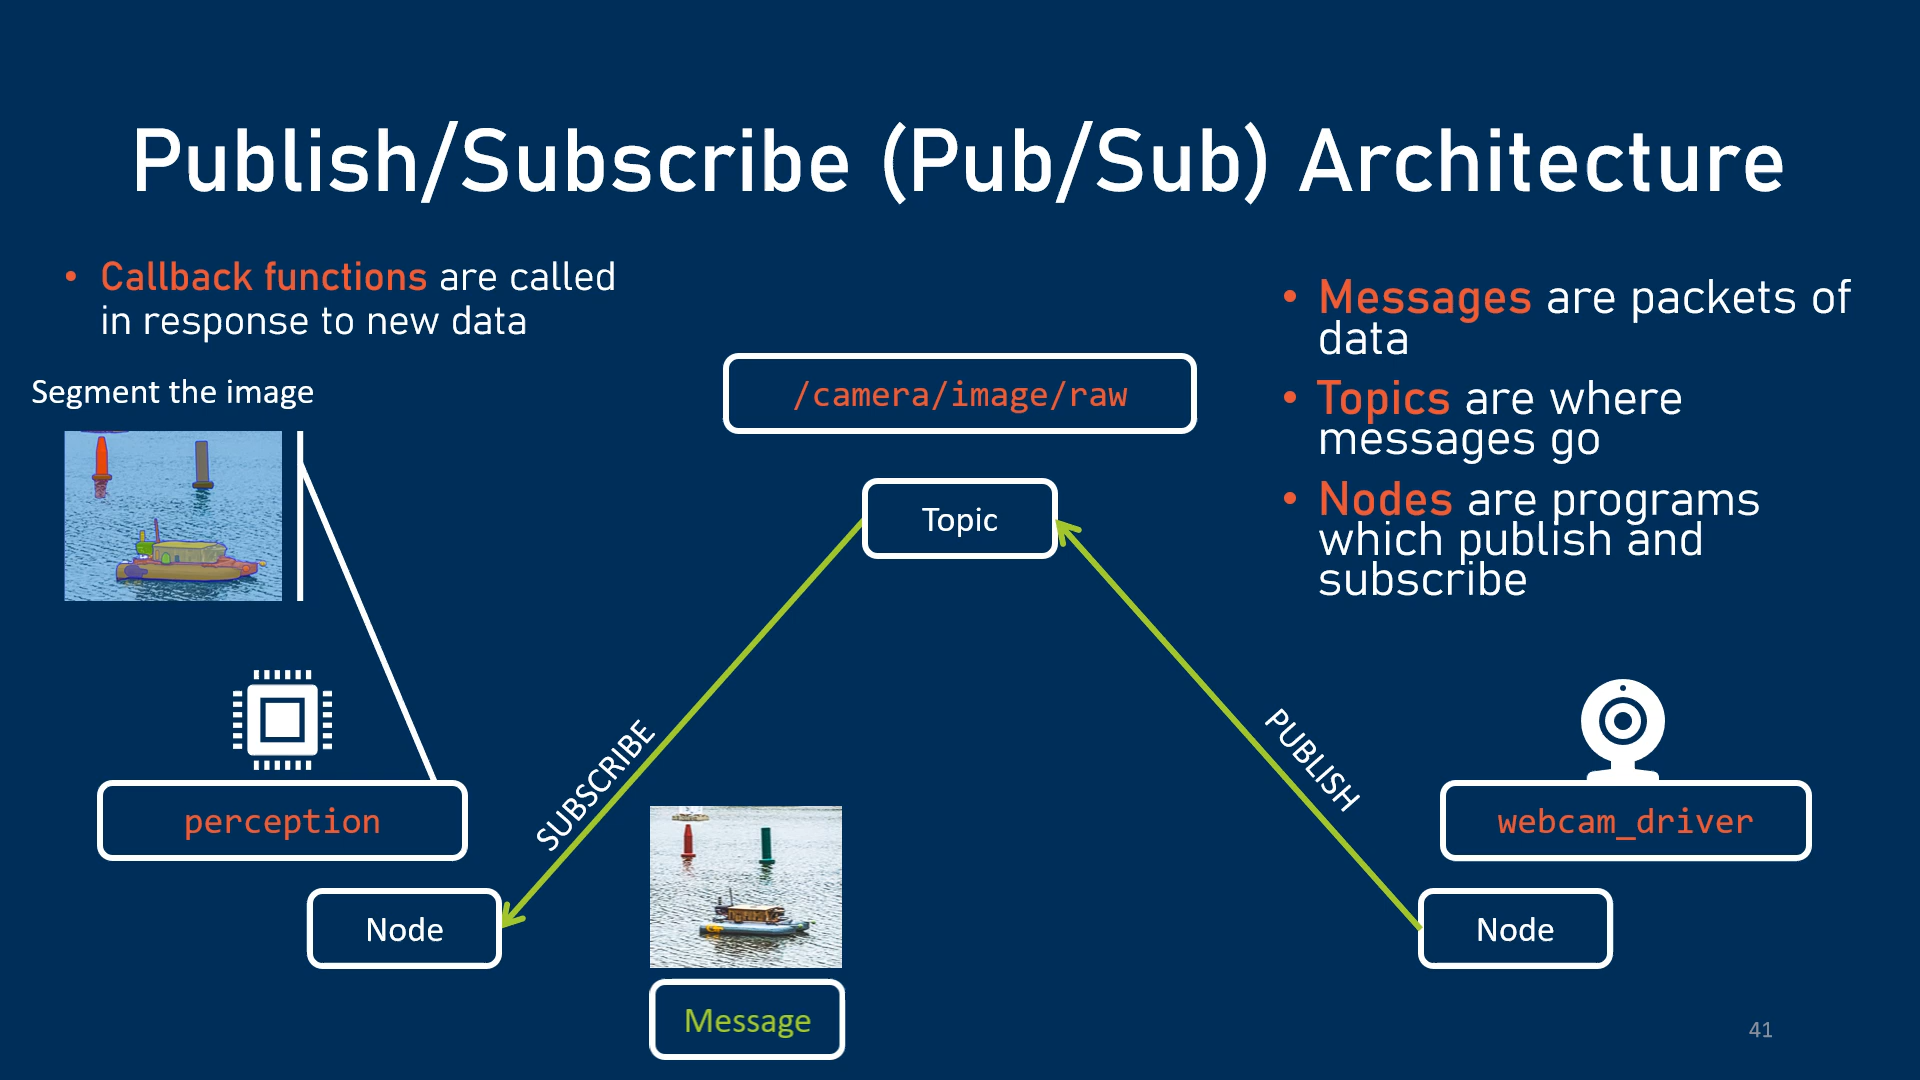 Publish/Subscribe (Pub/Sub) Architecture
• Callback functions are called
in response to new data
Segment the image
/camera/image/raw
Topic
• Messages are packets of
data
• Topics are where
messages go
• Nodes are programs
which publish and
subscribe
SUBSCRIBE
PUBLISH
perception
webcam_driver
Node
Node
Message
41